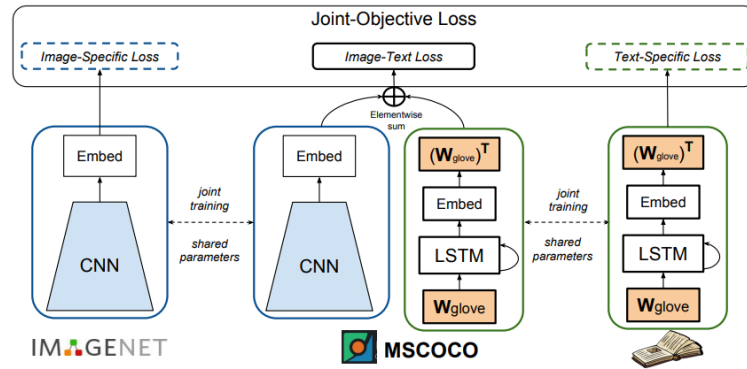 Joint-Objective Loss
Image-Specific Loss
Image-Text Loss
Text-Specific Loss
Elementwise
sum
Embed
CNN
joint
training
shared
parameters
Embed
CNN
(Wglove)T
Embed
LSTM
Wglove
joint
training
shared
parameters
(Wglove)T
Embed
LSTM
Wglove
IMAGENET
MSCOCO